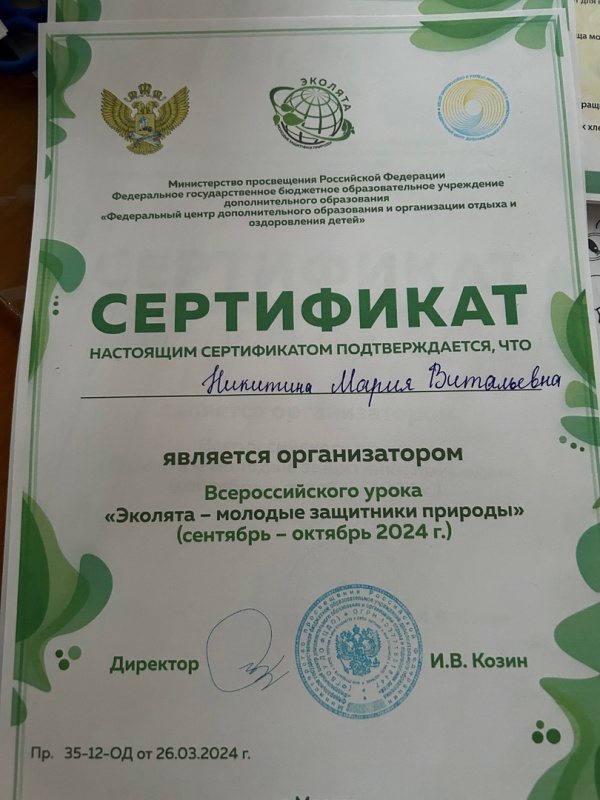 ЭКОЛЯТА
Министерство просвещения Российской Федерации
Федеральное государственное бюджетное образовательное учреждение
дополнительного образования
«Федеральный центр дополнительного образования и организации отдыха и
оздоровления детей»
СЕРТИФИКАТ
НАСТОЯЩИМ СЕРТИФИКАТОМ ПОДТВЕРЖДАЕТСЯ, ЧТО
Никитина Мария Витальевна
является организатором
Всероссийского урока
«Эколята – молодые защитники природы»
(сентябрь – октябрь 2024 г.)
Директор
И.В. Козин
Пр. 35-12-ОД от 26.03.2024 г.